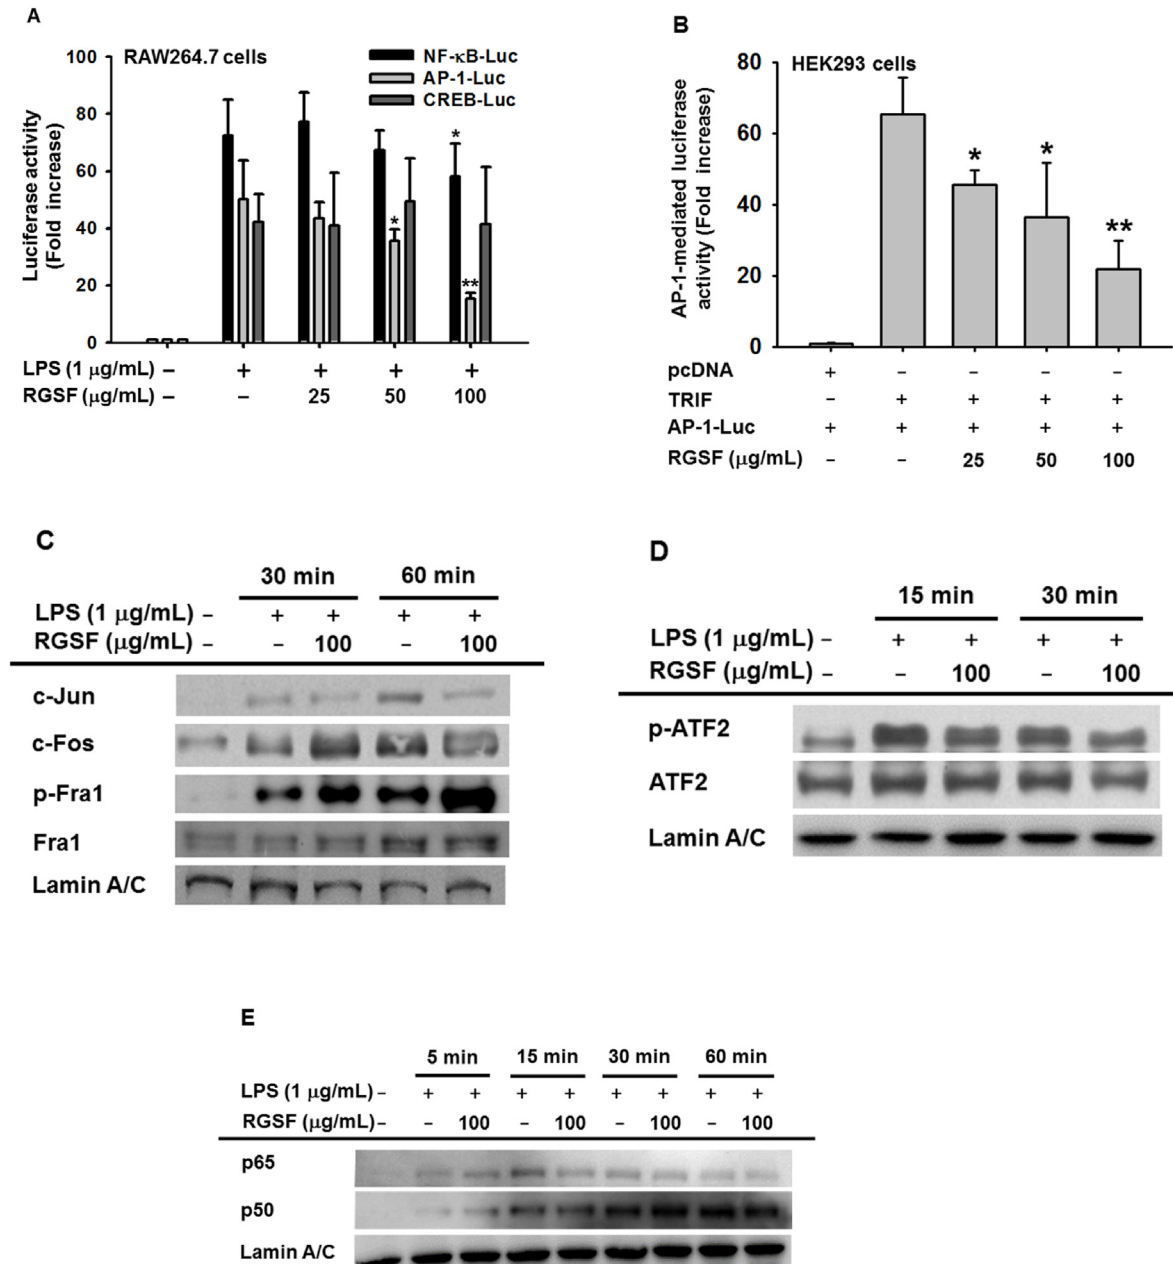 A
RAW264.7 cells
NF-κB-Luc
AP-1-Luc
CREB-Luc
Luciferase activity
(Fold increase)
100
80
60
40
20
0
*
*
**
LPS (1 μg/mL) – + + + +
RGSF (μg/mL) – – 25 50 100
B
HEK293 cells
AP-1-mediated luciferase
activity (Fold increase)
80
60
40
20
0
*
*
**
pcDNA + – – – –
TRIF – + + + +
AP-1-Luc + + + + +
RGSF (μg/mL) – – 25 50 100
C
30 min 60 min
LPS (1 μg/mL) – + + + +
RGSF (μg/mL) – – 100 – 100
c-Jun
c-Fos
p-Fra1
Fra1
Lamin A/C
D
15 min 30 min
LPS (1 μg/mL) – + + + +
RGSF (μg/mL) – – 100 – 100
p-ATF2
ATF2
Lamin A/C
E
5 min 15 min 30 min 60 min
LPS (1 μg/mL) – + + + + + + + +
RGSF (μg/mL) – – 100 – 100 – 100 – 100
p65
p50
Lamin A/C